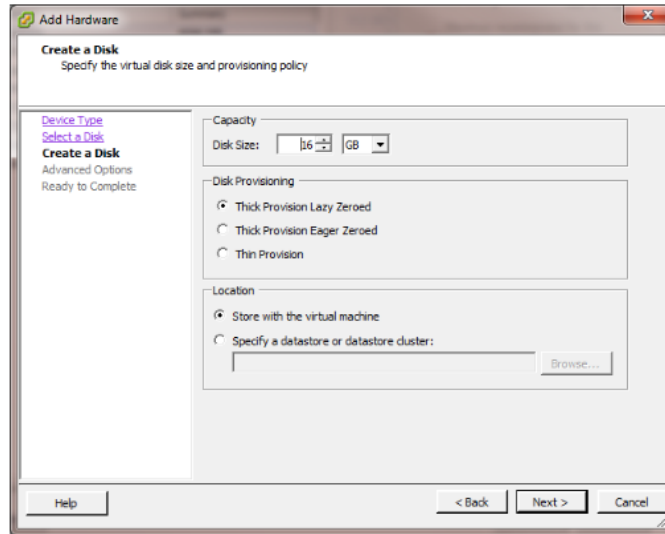 Add Hardware
Create a Disk
Specify the virtual disk size and provisioning policy
Device Type
Select a Disk
Create a Disk
Advanced Options
Ready to Complete
Capacity
Disk Size: 16 GB
Disk Provisioning
Thick Provision Lazy Zeroed
Thick Provision Eager Zeroed
Thin Provision
Location
Store with the virtual machine
Specify a datastore or datastore cluster:
Browse...
Help
< Back
Next >
Cancel